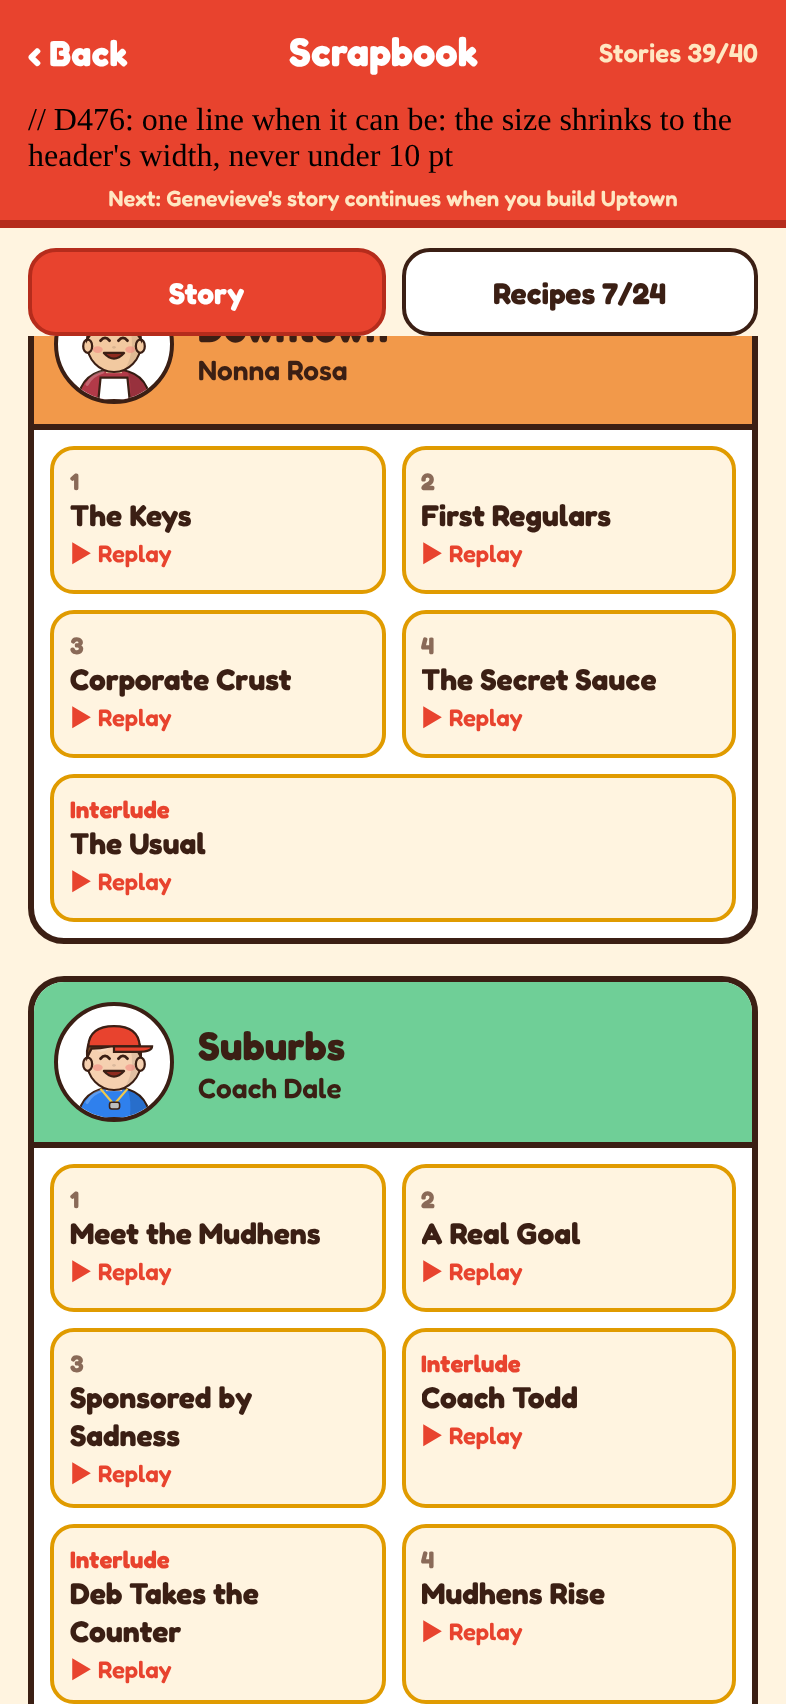 ‹ Back
Scrapbook
Stories 39/40
// D476: one line when it can be: the size shrinks to the
header's width, never under 10 pt
Next: Genevieve's story continues when you build Uptown
Story
Recipes 7/24
Downtown
Nonna Rosa
1
The Keys
▶ Replay
2
First Regulars
▶ Replay
3
Corporate Crust
▶ Replay
4
The Secret Sauce
▶ Replay
Interlude
The Usual
▶ Replay
Suburbs
Coach Dale
1
Meet the Mudhens
▶ Replay
2
A Real Goal
▶ Replay
3
Sponsored by
Sadness
▶ Replay
Interlude
Coach Todd
▶ Replay
Interlude
Deb Takes the
Counter
▶ Replay
4
Mudhens Rise
▶ Replay